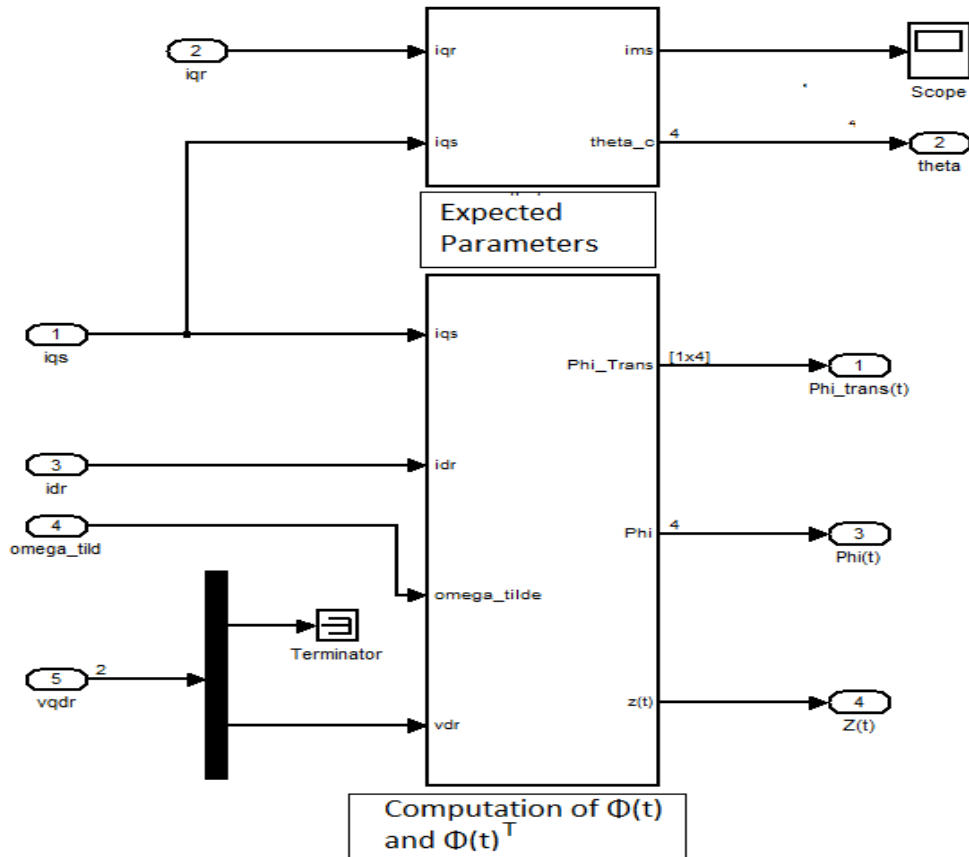 2
iqr
iqr
ims
Scope
iqs
4
theta_c
4
2
theta
Expected
Parameters
1
iqs
iqs
Phi_Trans
[1x4]
1
Phi_trans(t)
3
idr
idr
4
omega_tild
Phi
4
3
Phi(t)
omega_tilde
Terminator
5
vqdr
2
vdr
z(t)
4
Z(t)
Computation of Φ(t)
and Φ(t)^T